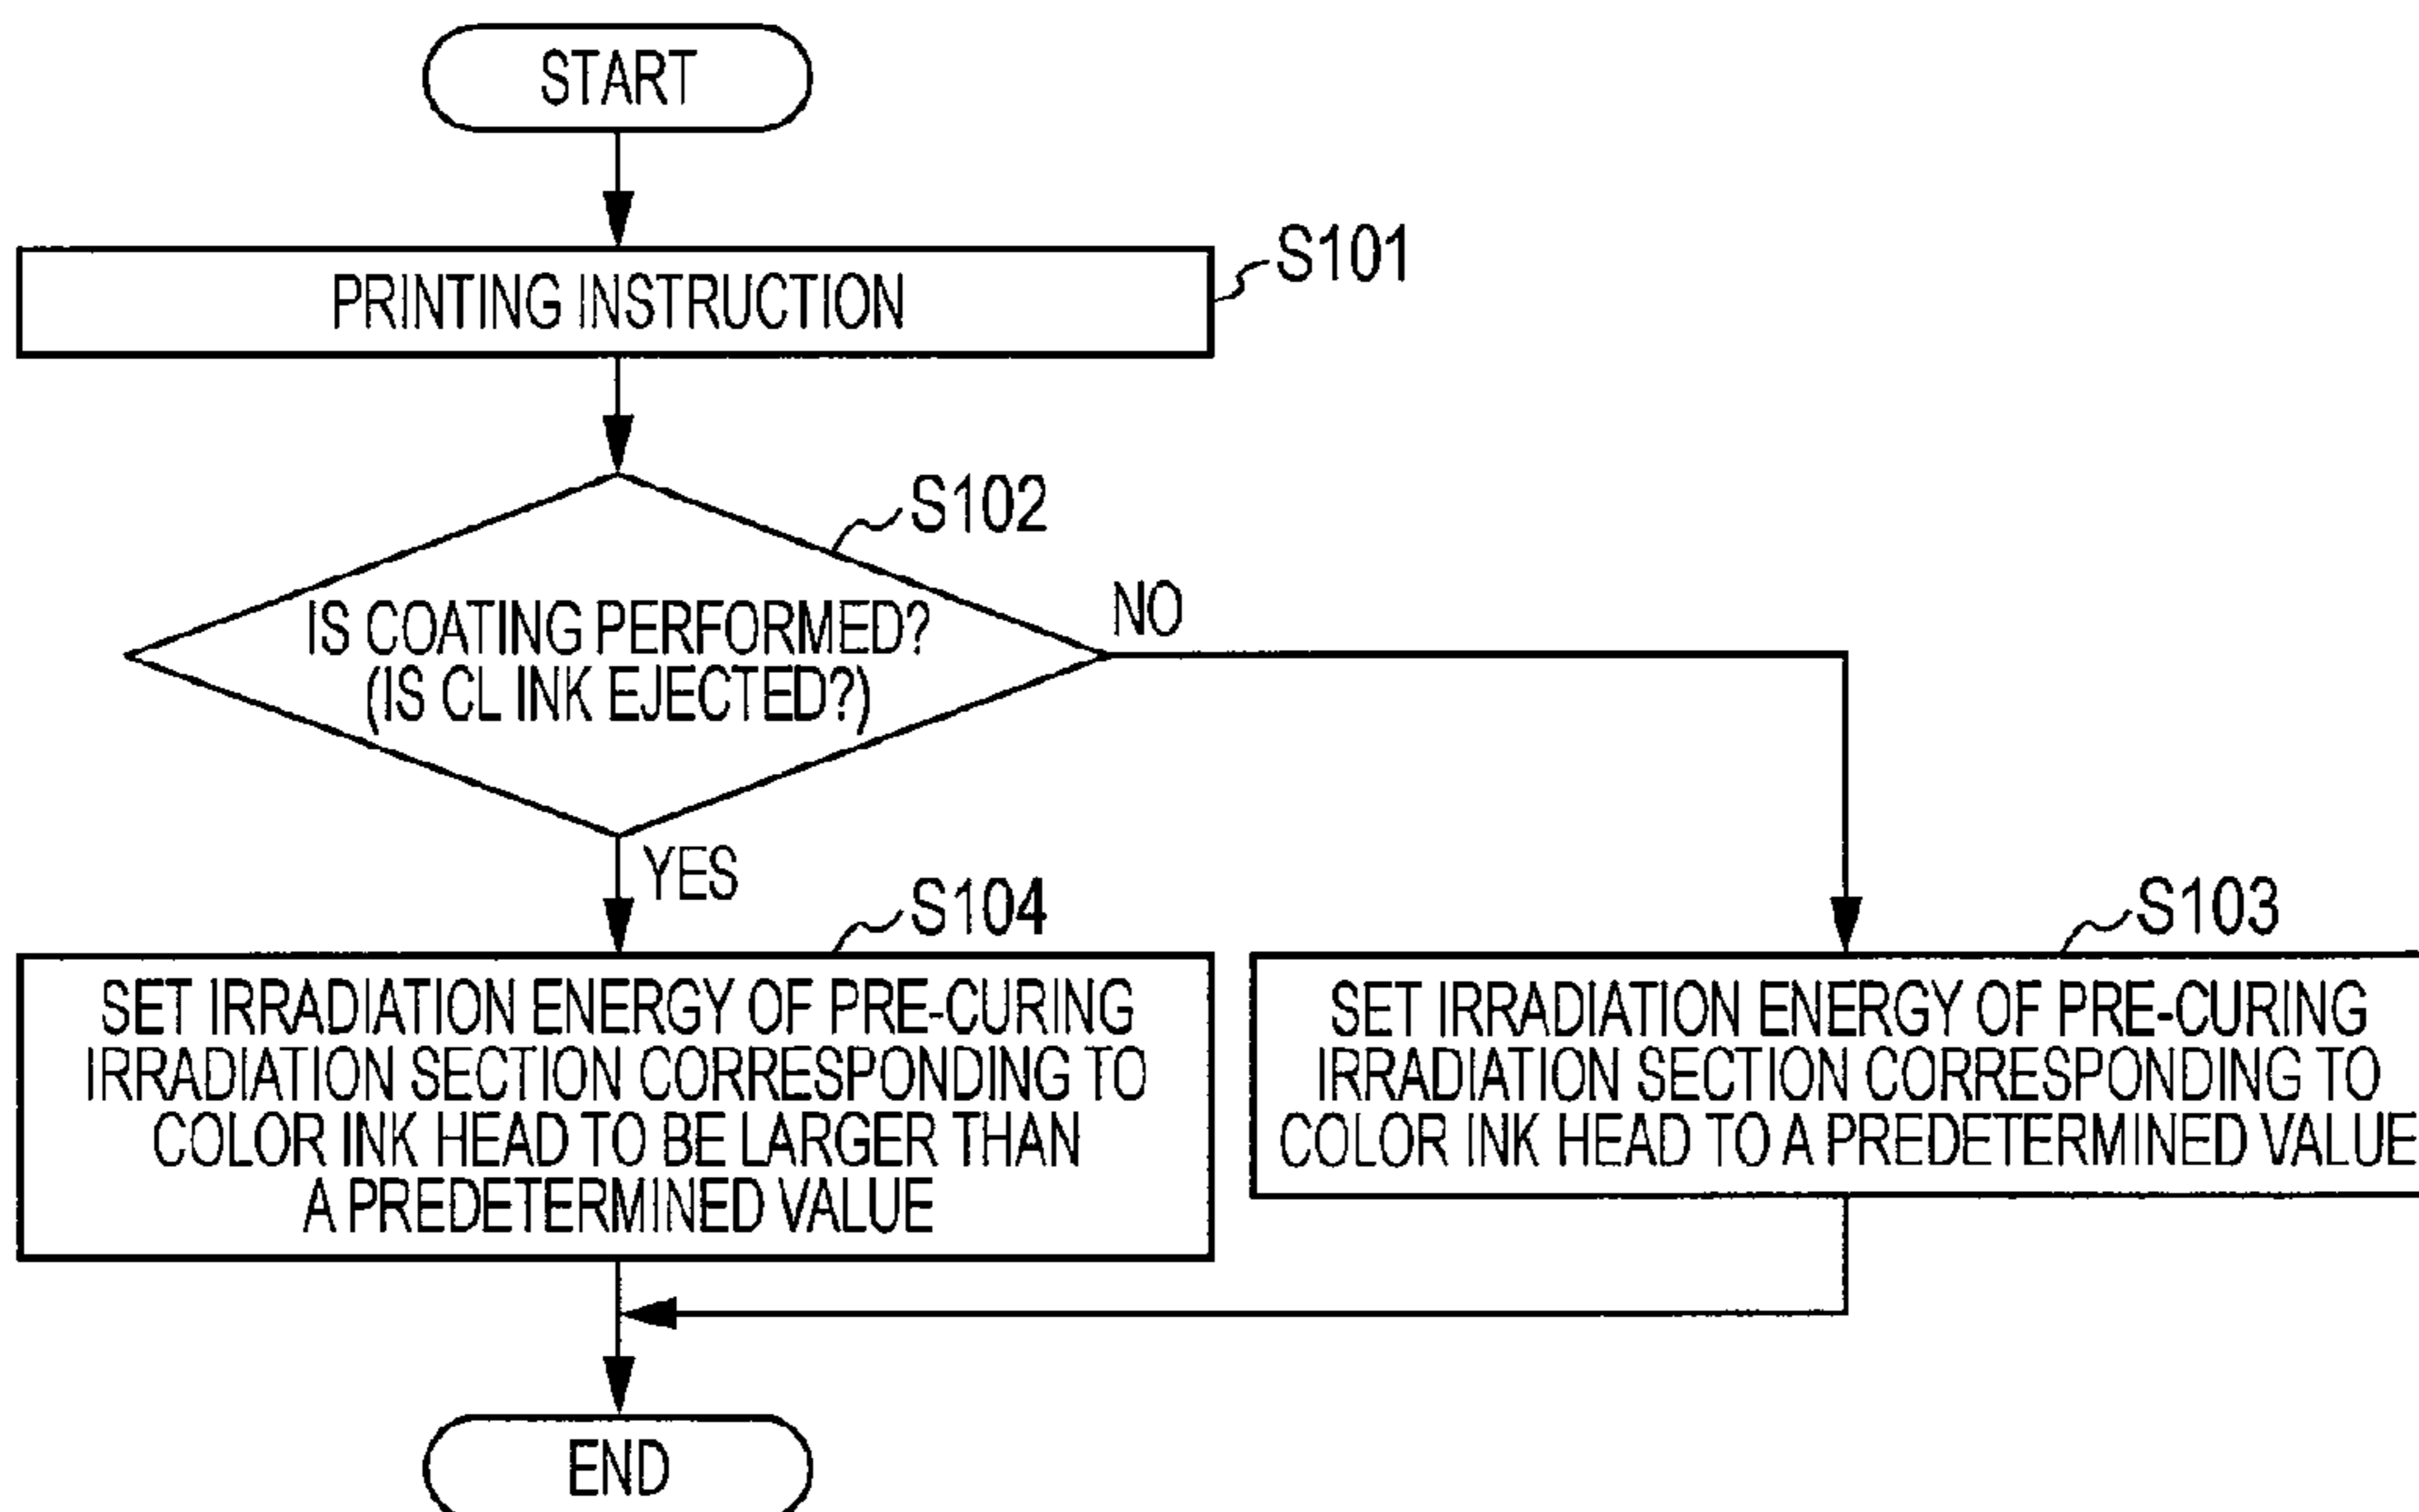 START
PRINTING INSTRUCTION
S101
S102
IS COATING PERFORMED?
(IS CL INK EJECTED?)
NO
YES
S104
SET IRRADIATION ENERGY OF PRE-CURING
IRRADIATION SECTION CORRESPONDING TO
COLOR INK HEAD TO BE LARGER THAN
A PREDETERMINED VALUE
S103
SET IRRADIATION ENERGY OF PRE-CURING
IRRADIATION SECTION CORRESPONDING TO
COLOR INK HEAD TO A PREDETERMINED VALUE
END